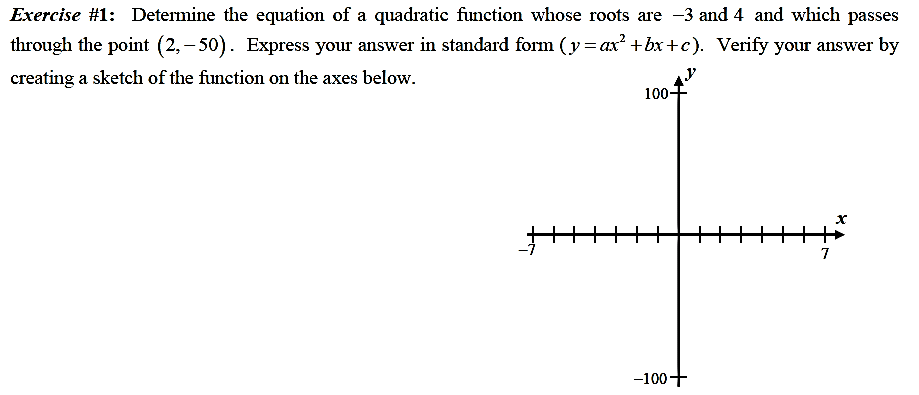 Exercise #1: Determine the equation of a quadratic function whose roots are −3 and 4 and which passes
through the point (2, −50). Express your answer in standard form (y = ax² + bx + c). Verify your answer by
creating a sketch of the function on the axes below.
y
100
x
−7
7
−100